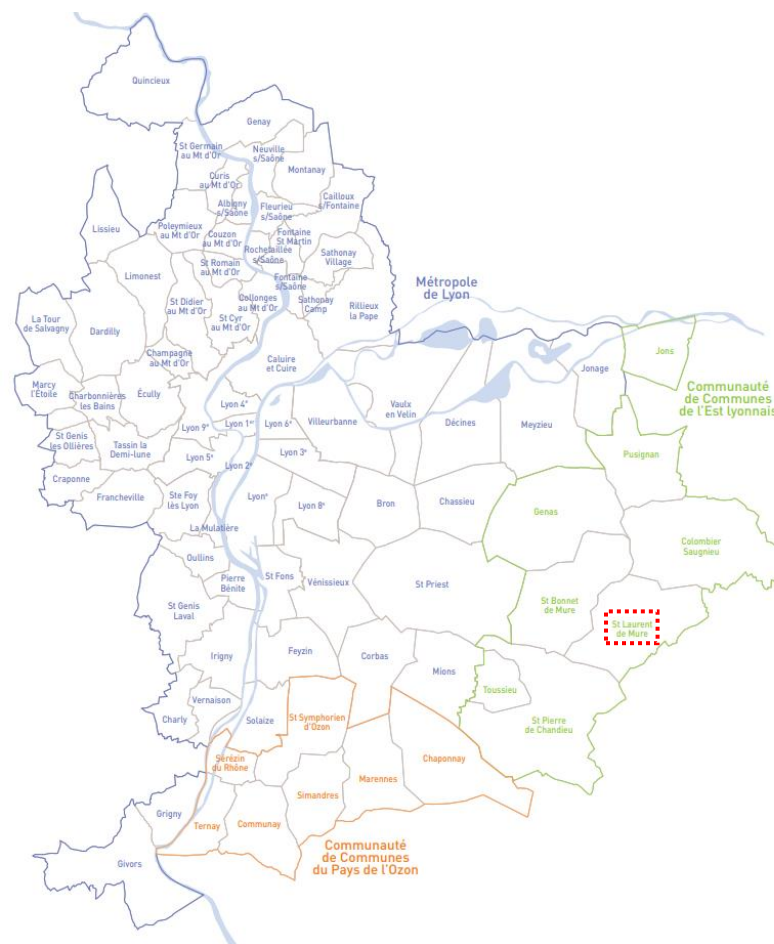 Quincieux
Genay
St Germain
au Mt d'Or
Neuville
s/Saône
Montanay
Curis
au Mt d'Or
Cailloux
s/Fontaine
Albigny
s/Saône
Fleurieu
s/Saône
Lissieu
Poleymieux
au Mt d'Or
Couzon
au Mt d'Or
Fontaine
St Martin
Rochetaillée
s/Saône
Sathonay
Village
Limonest
St Romain
au Mt d'Or
Fontaine
s/Saône
Métropole
de Lyon
La Tour
de Salvagny
Dardilly
St Didier
au Mt d'Or
Collonges
au Mt d'Or
Sathonay
Camp
Rillieux
la Pape
St Cyr
au Mt d'Or
Champagne
au Mt d'Or
Caluire
et Cuire
Jons
Jonage
Communauté
de Communes
de l'Est lyonnais
Marcy
l'Étoile
Charbonnières
les Bains
Écully
Lyon 4e
Vaulx
en Velin
Lyon 9e
Lyon 1er
Lyon 6e
Villeurbanne
Décines
Meyzieu
St Genis
les Ollières
Tassin la
Demi-lune
Lyon 5e
Lyon 2e
Lyon 3e
Pusignan
Craponne
Francheville
Ste Foy
lès Lyon
Lyone
Lyon 8e
Bron
Chassieu
Genas
La Mulatière
Colombier
Saugnieu
Oullins
Pierre
Bénite
St Fons
Vénissieux
St Priest
St Bonnet
de Mure
St Genis
Laval
St Laurent
de Mure
Irigny
Feyzin
Corbas
Mions
Toussieu
Vernaison
Charly
Solaize
St Symphorien
d'Ozon
St Pierre
de Chandieu
Sérézin
du Rhône
Marennes
Chaponnay
Simandres
Grigny
Ternay
Communay
Givors
Communauté
de Communes
du Pays de l'Ozon